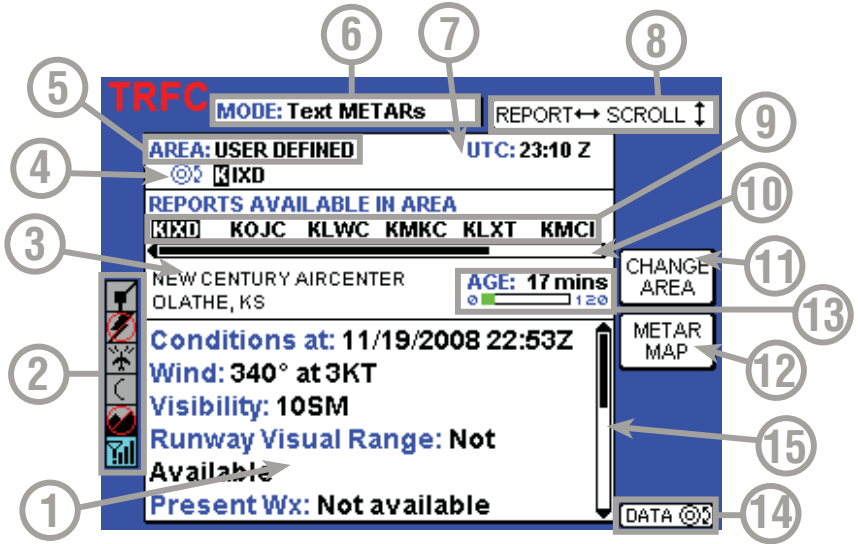 6
7
8
TRFC
MODE: Text METARs
REPORT↔ SCROLL ↕
5
AREA: USER DEFINED
UTC: 23:10 Z
9
4
KIXD
REPORTS AVAILABLE IN AREA
KIXD KOJC KLWC KMKC KLXT KMCI
10
3
NEW CENTURY AIRCENTER
OLATHE, KS
AGE: 17 mins
0 120
CHANGE
AREA
11
13
Conditions at: 11/19/2008 22:53Z
METAR
MAP
12
2
Wind: 340° at 3KT
Visibility: 10SM
15
Runway Visual Range: Not
Available
1
Present Wx: Not available
DATA
14